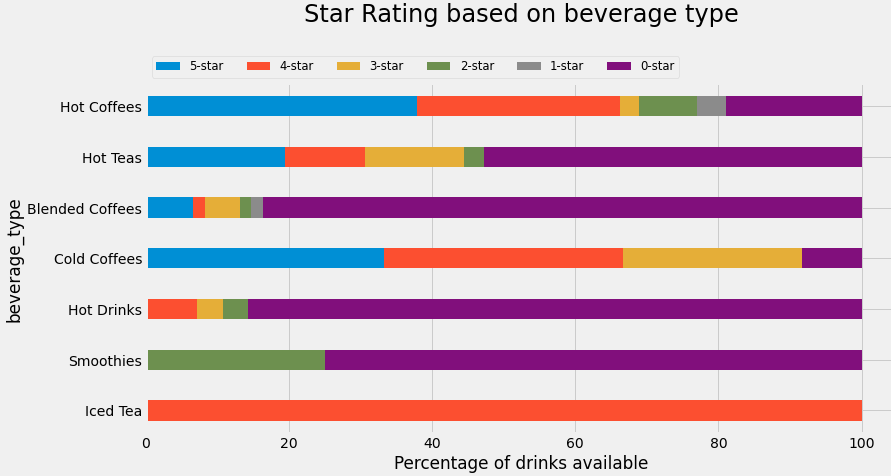 Star Rating based on beverage type
5-star 4-star 3-star 2-star 1-star 0-star
Hot Coffees
Hot Teas
Blended Coffees
Cold Coffees
Hot Drinks
Smoothies
Iced Tea
beverage_type
0 20 40 60 80 100
Percentage of drinks available